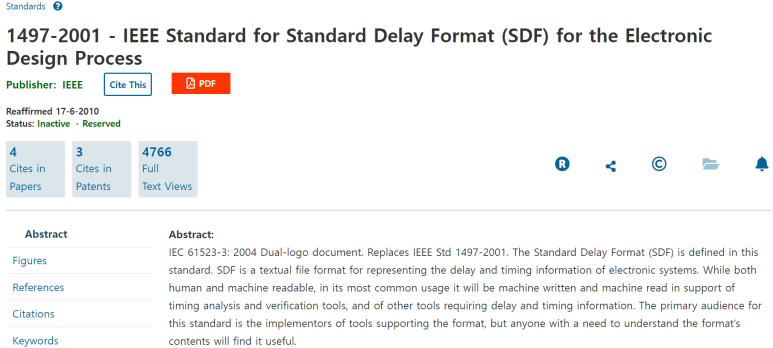 Standards ?
1497-2001 - IEEE Standard for Standard Delay Format (SDF) for the Electronic
Design Process
Publisher: IEEE
Cite This
PDF
Reaffirmed 17-6-2010
Status: Inactive - Reserved
4
Cites in
Papers
3
Cites in
Patents
4766
Full
Text Views
R
©
Abstract
Figures
References
Citations
Keywords
Abstract:
IEC 61523-3: 2004 Dual-logo document. Replaces IEEE Std 1497-2001. The Standard Delay Format (SDF) is defined in this
standard. SDF is a textual file format for representing the delay and timing information of electronic systems. While both
human and machine readable, in its most common usage it will be machine written and machine read in support of
timing analysis and verification tools, and of other tools requiring delay and timing information. The primary audience for
this standard is the implementors of tools supporting the format, but anyone with a need to understand the format's
contents will find it useful.